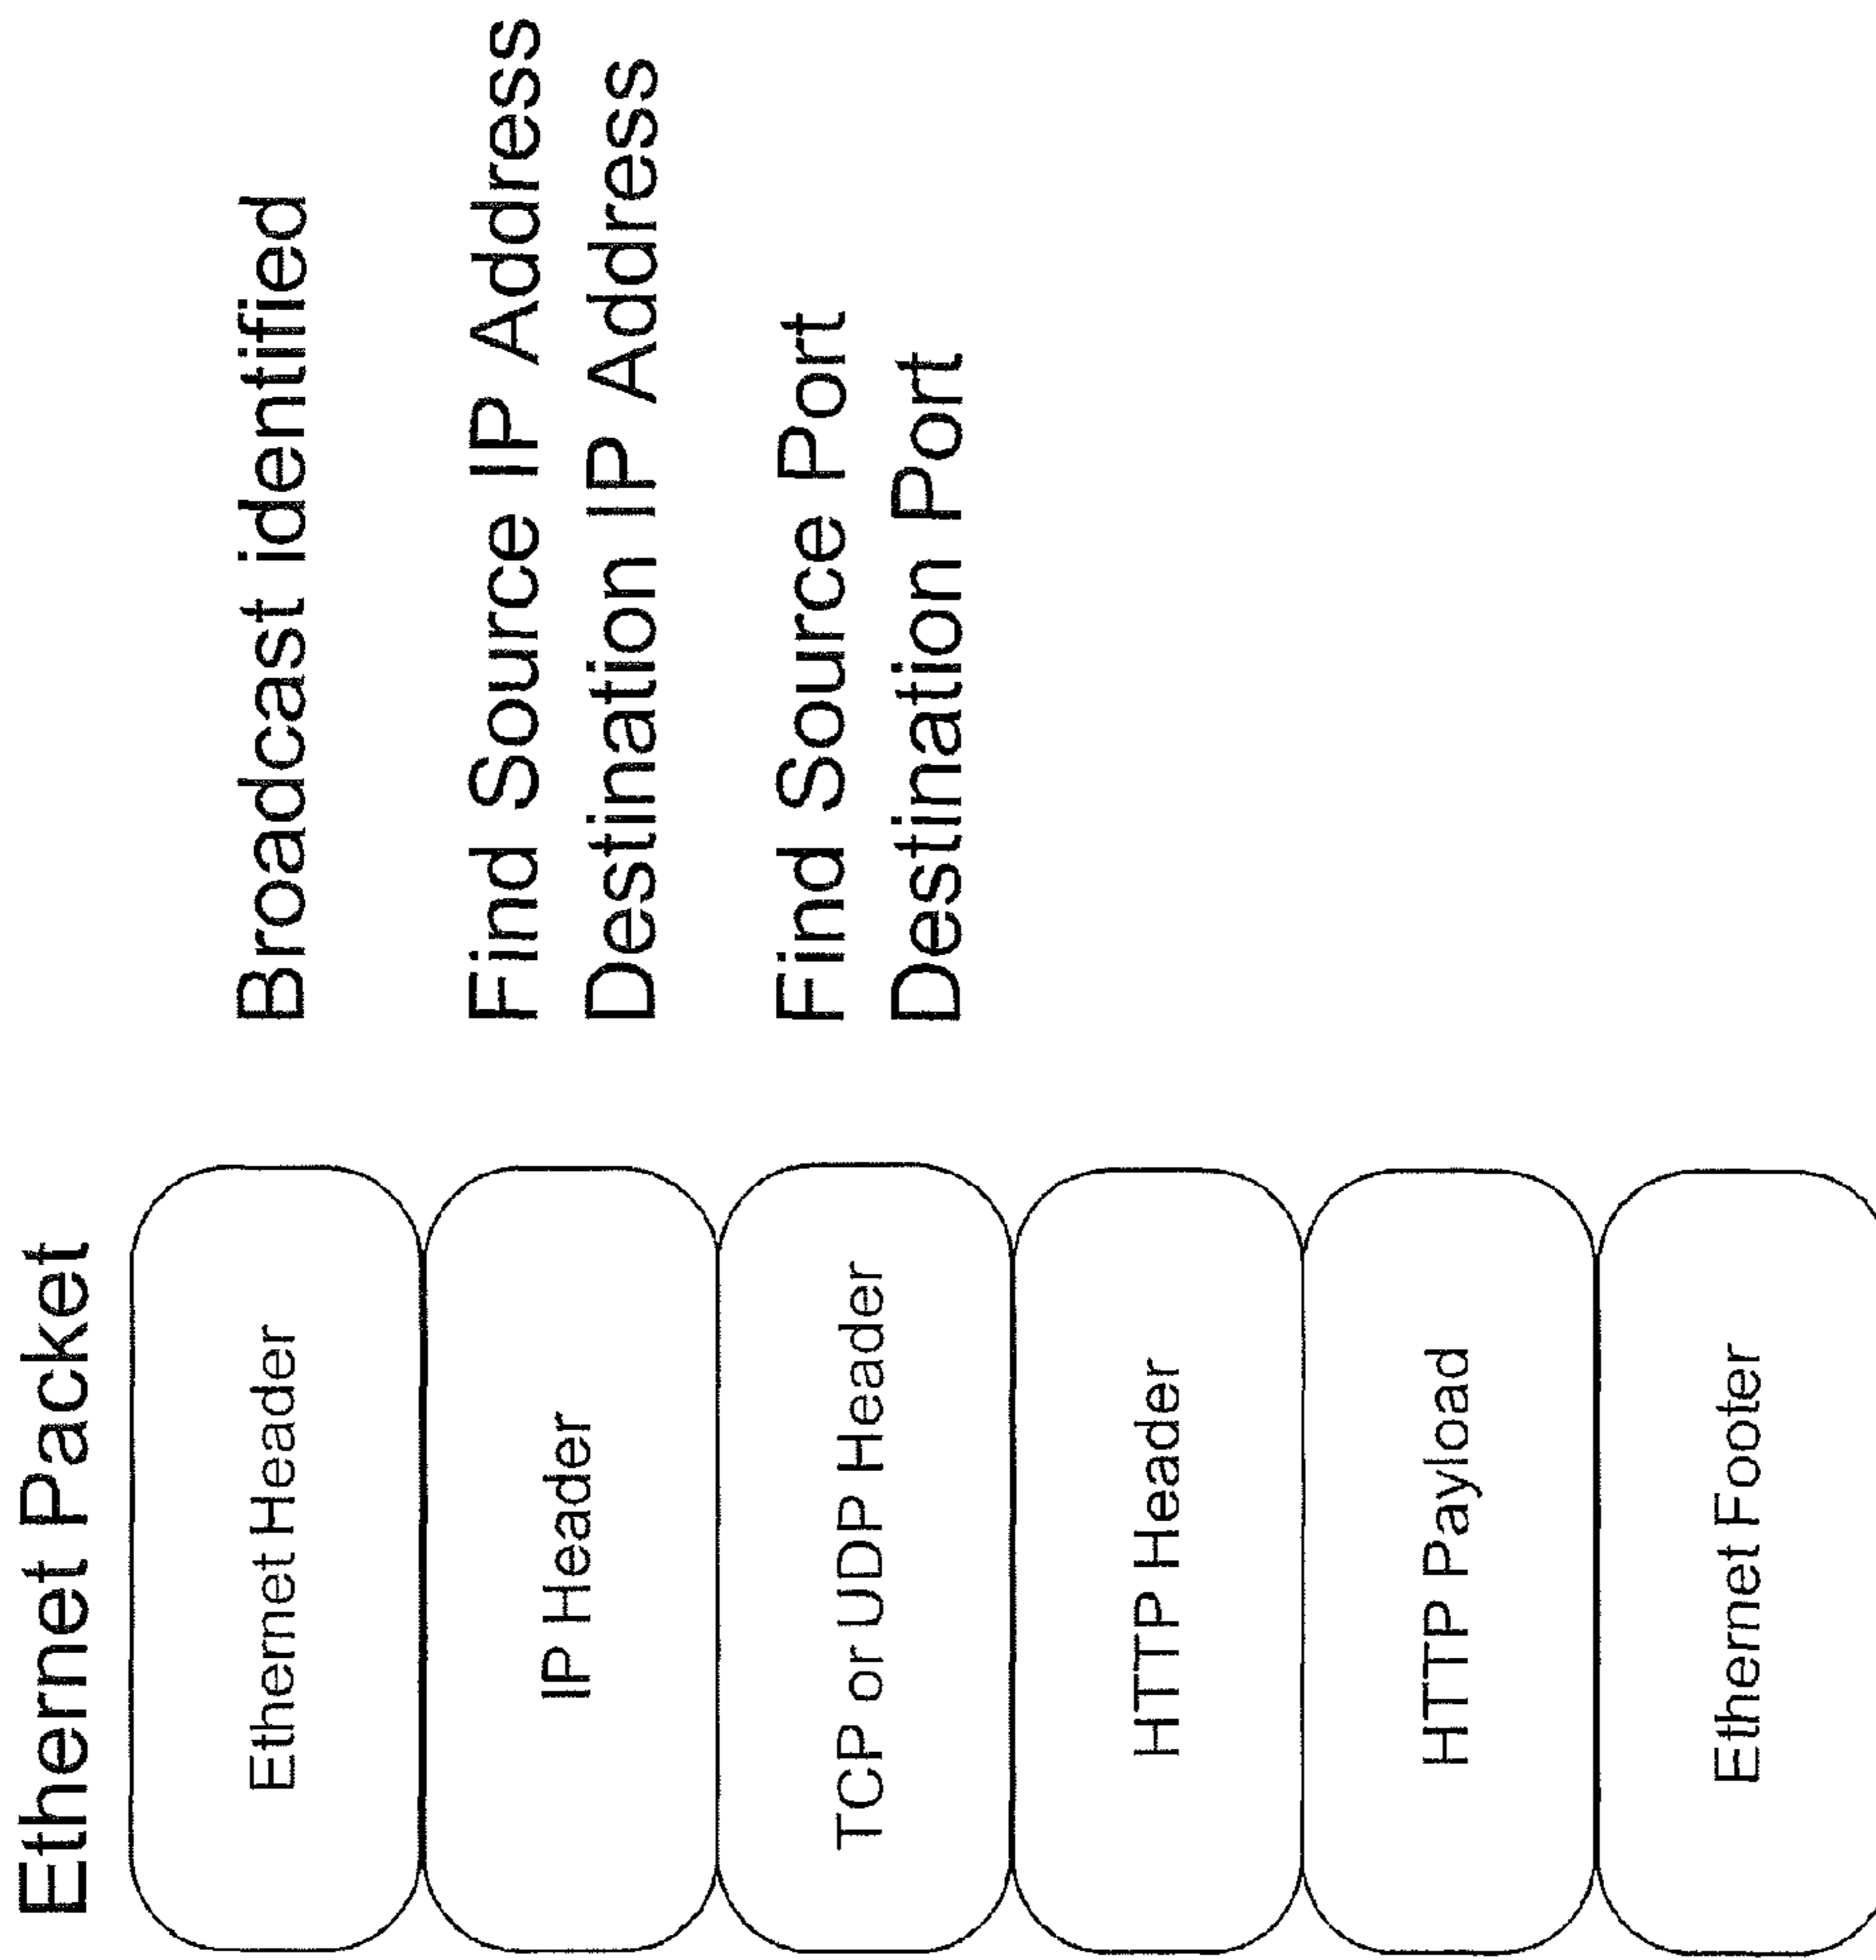 Ethernet Packet
Ethernet Header
Broadcast identified
IP Header
Find Source IP Address
Destination IP Address
TCP or UDP Header
Find Source Port
Destination Port
HTTP Header
HTTP Payload
Ethernet Footer